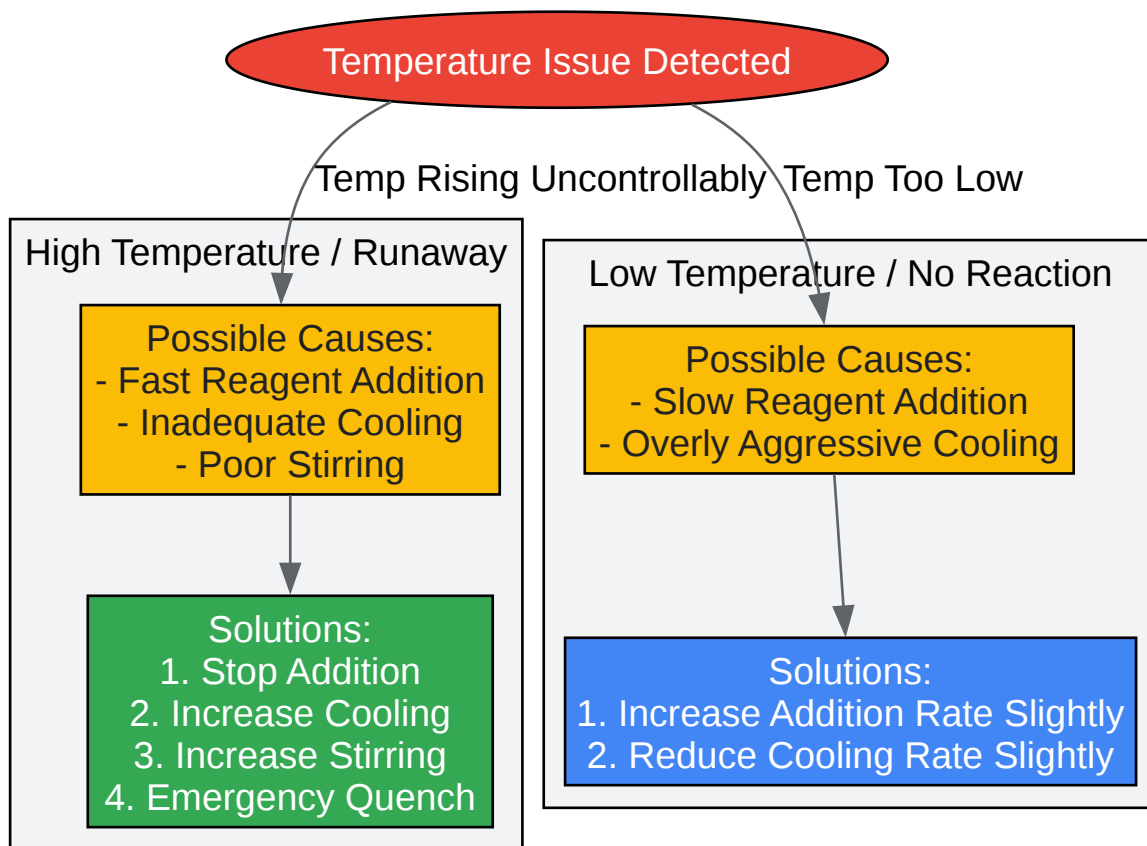 Temperature Issue Detected
Temp Rising Uncontrollably
Temp Too Low
High Temperature / Runaway
Possible Causes:
- Fast Reagent Addition
- Inadequate Cooling
- Poor Stirring
Solutions:
1. Stop Addition
2. Increase Cooling
3. Increase Stirring
4. Emergency Quench
Low Temperature / No Reaction
Possible Causes:
- Slow Reagent Addition
- Overly Aggressive Cooling
Solutions:
1. Increase Addition Rate Slightly
2. Reduce Cooling Rate Slightly